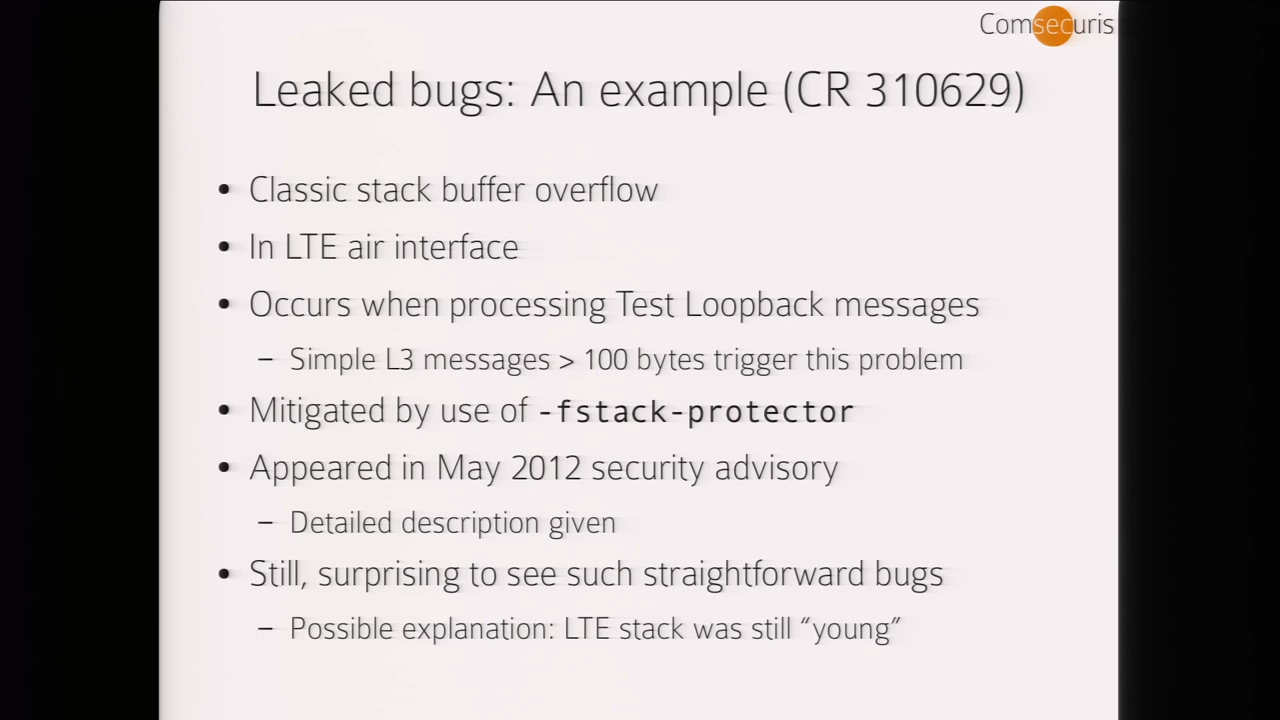 Comsecuris
Leaked bugs: An example (CR 310629)
• Classic stack buffer overflow
• In LTE air interface
• Occurs when processing Test Loopback messages
– Simple L3 messages > 100 bytes trigger this problem
• Mitigated by use of -fstack-protector
• Appeared in May 2012 security advisory
– Detailed description given
• Still, surprising to see such straightforward bugs
– Possible explanation: LTE stack was still “young”